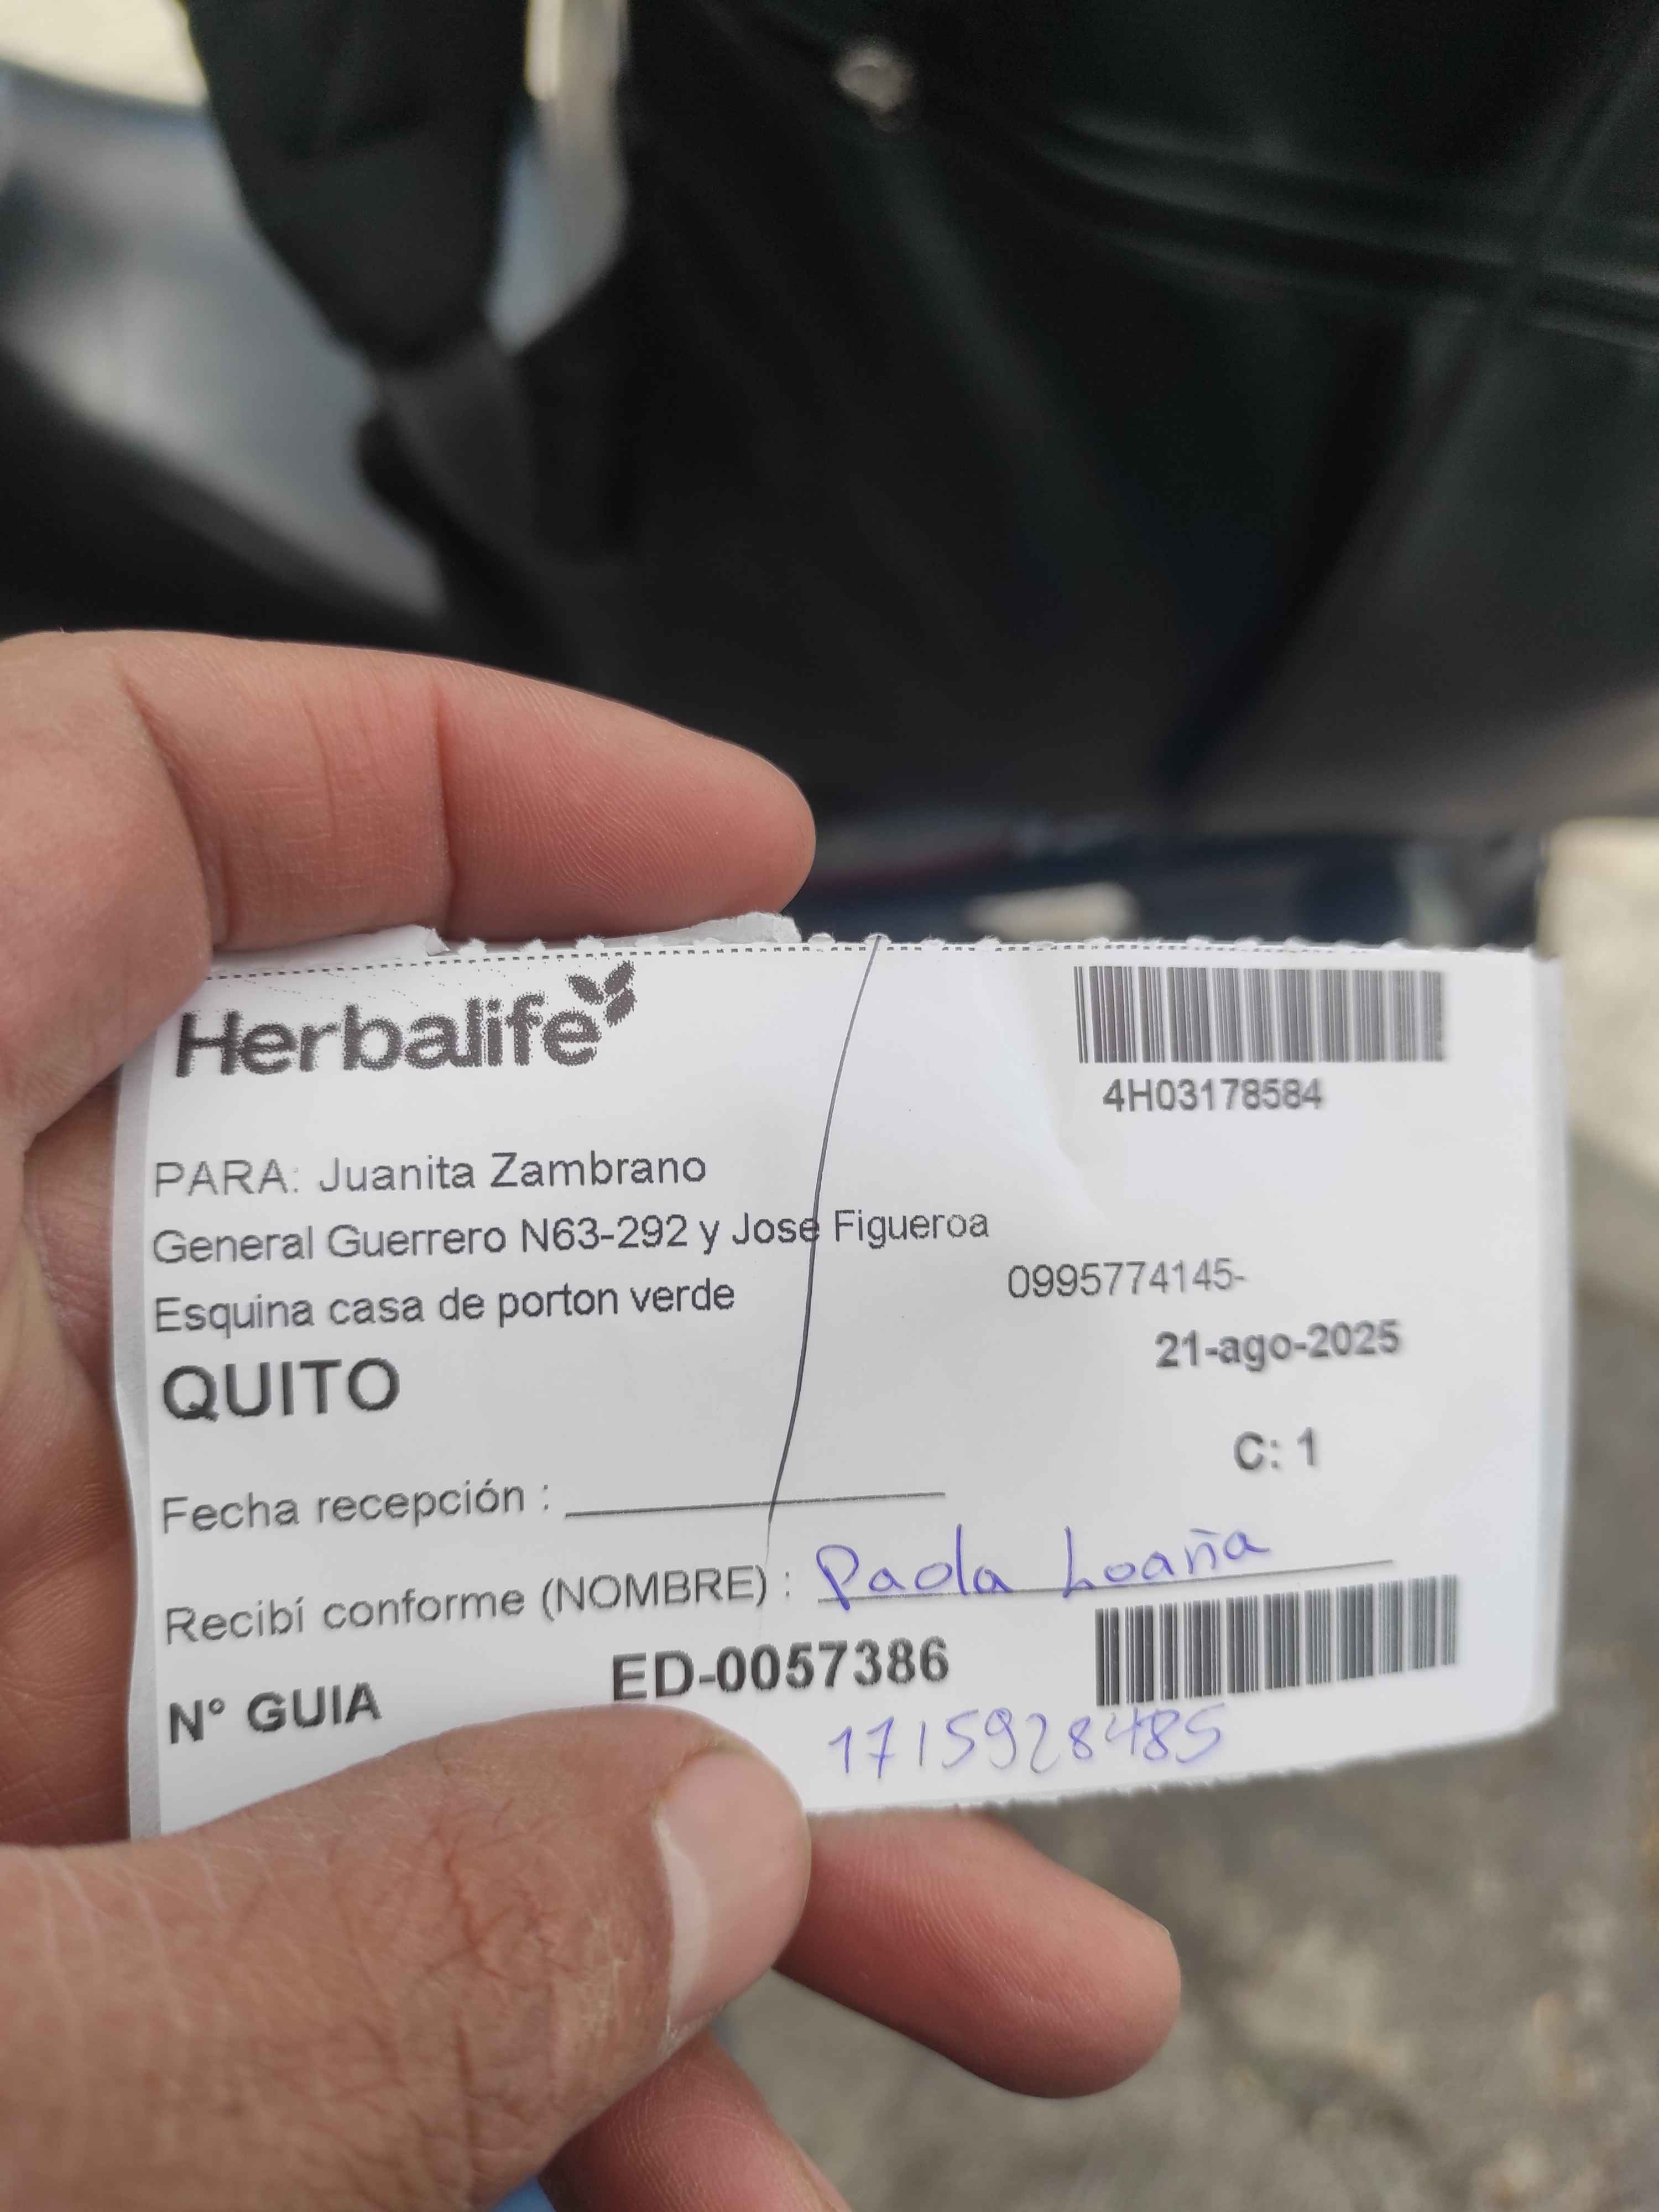 Herbalife
4H03178584
PARA: Juanita Zambrano
General Guerrero N63-292 y Jose Figueroa
0995774145-
Esquina casa de porton verde
21-ago-2025
QUITO
C: 1
Fecha recepción :
Recibí conforme (NOMBRE) : Paola Loaña
N° GUIA ED-0057386
1715928485